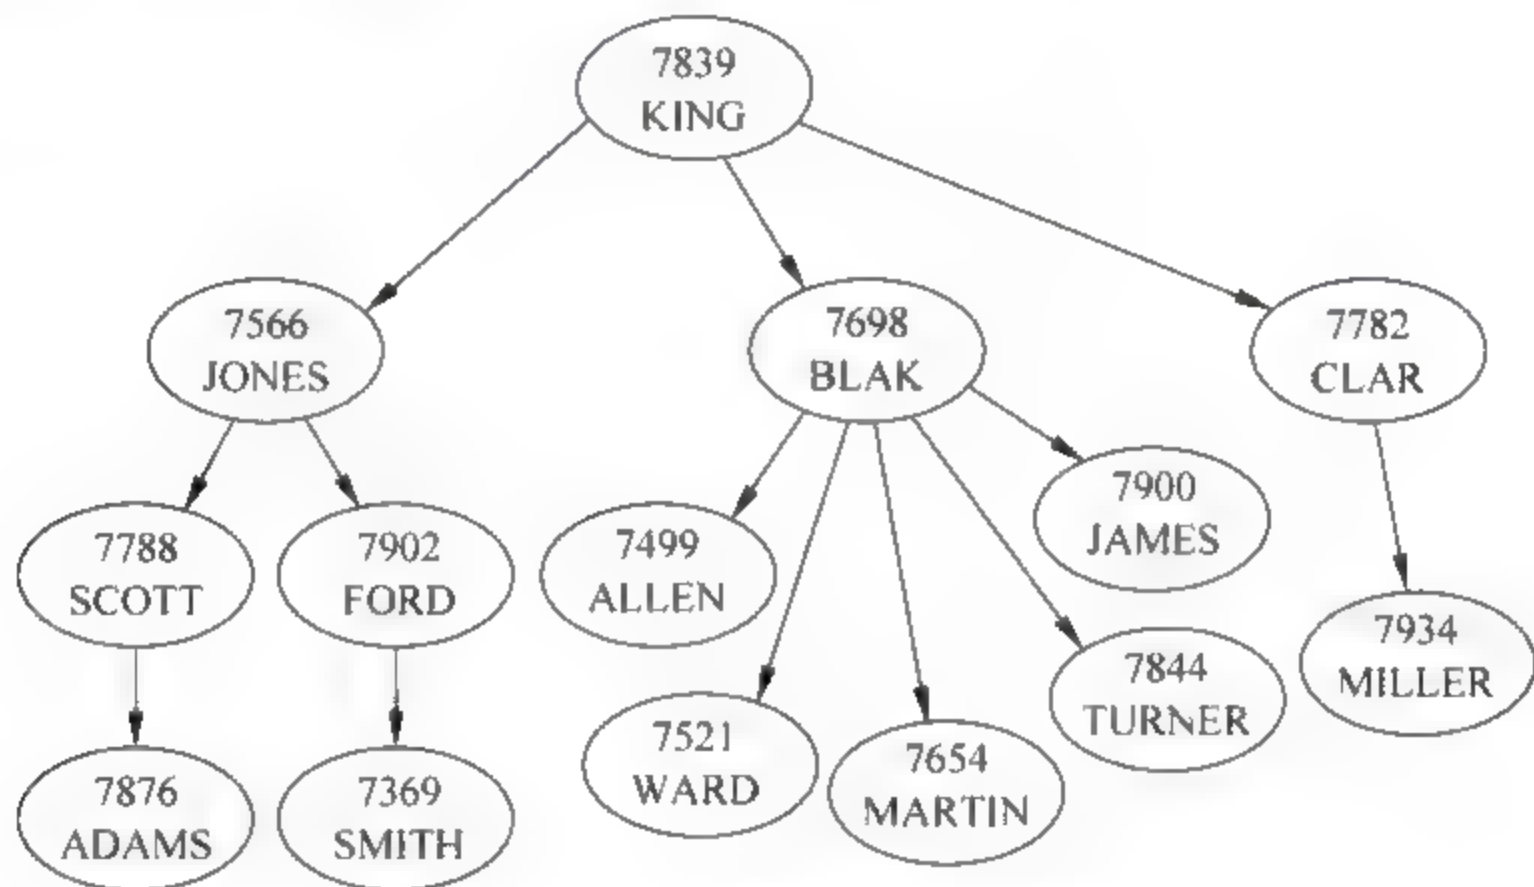 7839
KING
7566
JONES
7698
BLAK
7782
CLAR
7788
SCOTT
7902
FORD
7499
ALLEN
7900
JAMES
7876
ADAMS
7369
SMITH
7521
WARD
7654
MARTIN
7844
TURNER
7934
MILLER